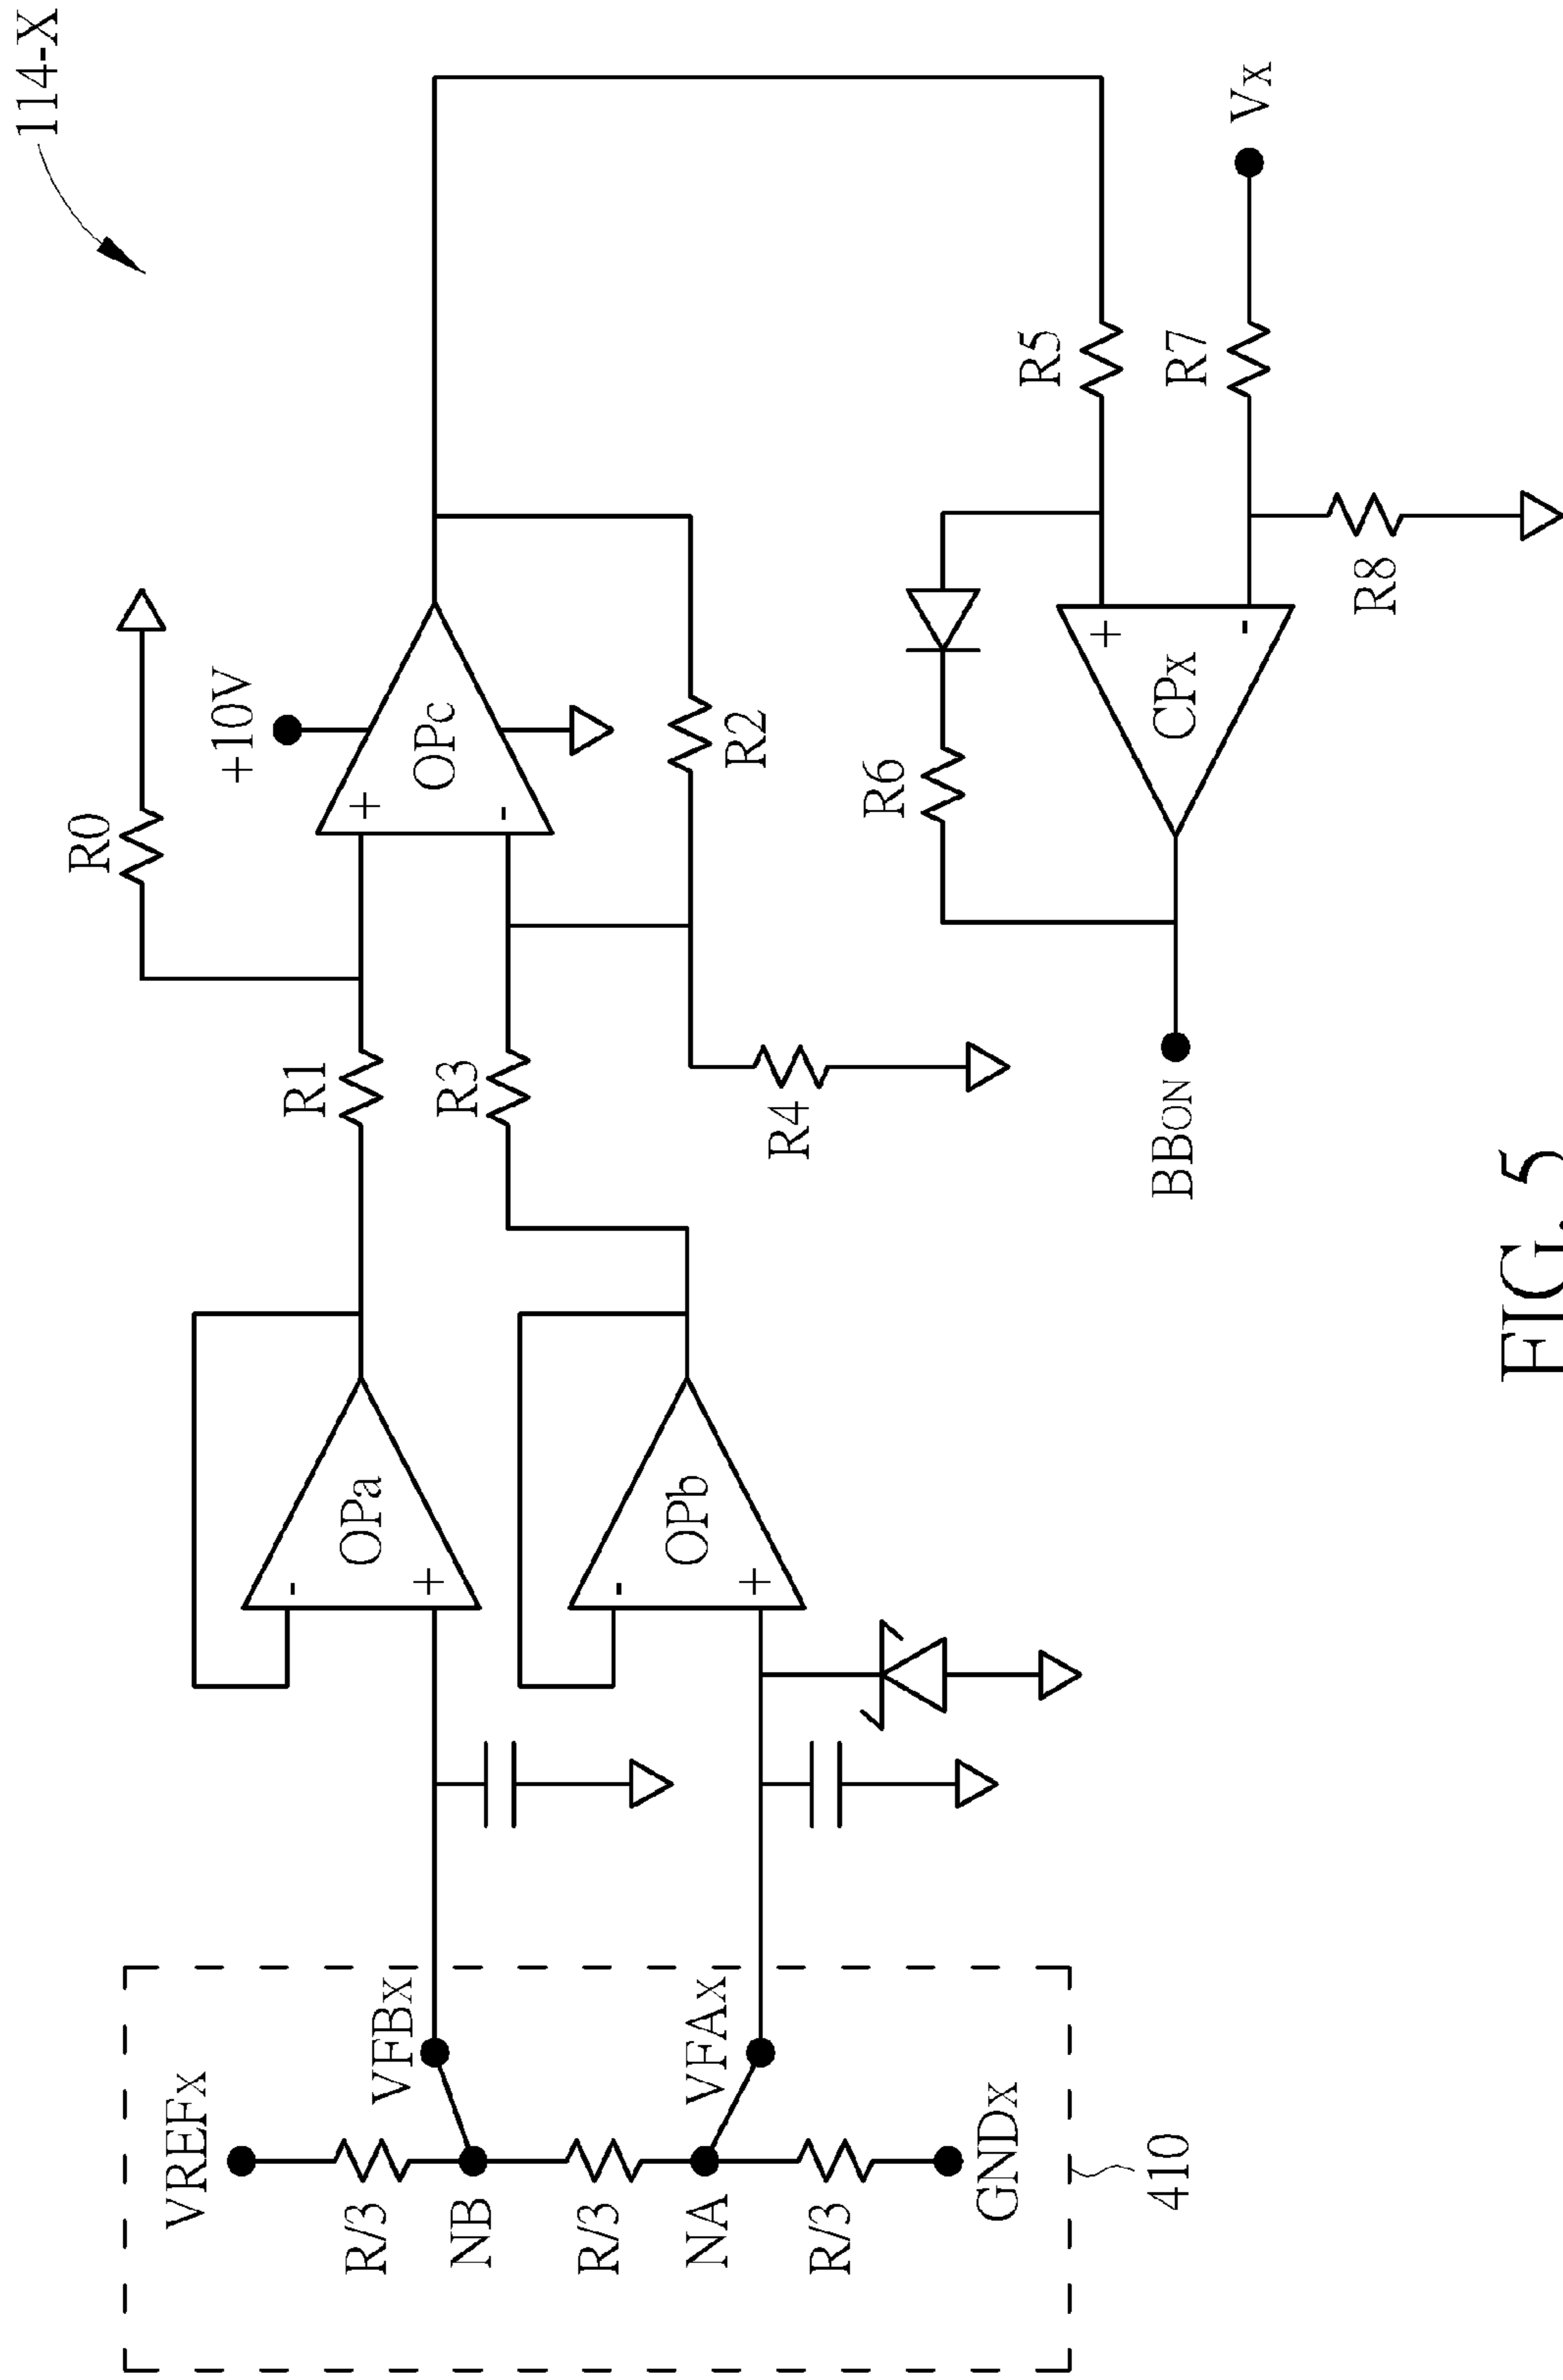 114-X
R0
+10V
+
OPc
-
R2
R1
R3
R4
-
OPa
+
-
OPb
+
VREFx
R/3
NB
R/3
NA
R/3
GNDx
VFBx
VFAx
410
R5
R7
Vx
R6
+
-
CPx
R8
BBON
FIG. 5